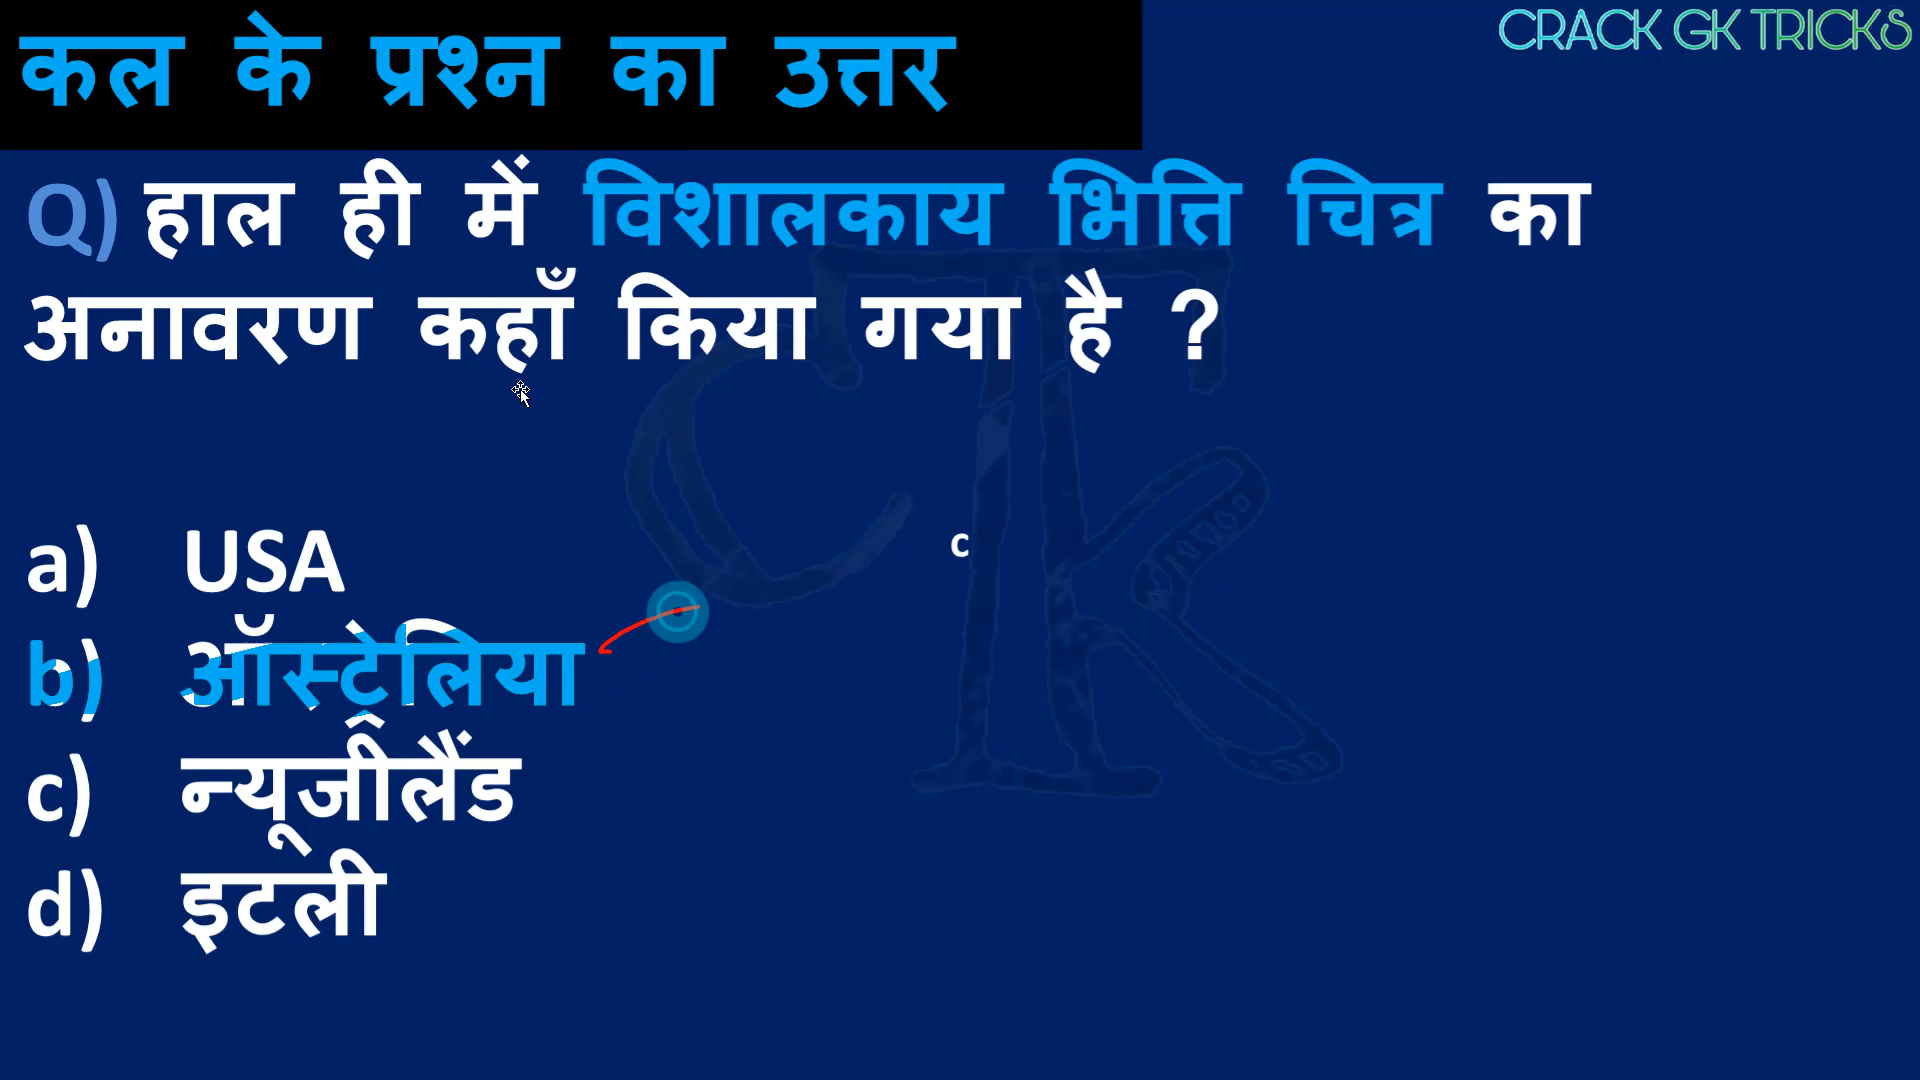 कल के प्रश्न का उत्तर
CRACK GK TRICKS
Q) हाल ही में विशालकाय भित्ति चित्र का
अनावरण कहाँ किया गया है ?
a) USA
c
b) ऑस्ट्रेलिया
c) न्यूजीलैंड
d) इटली